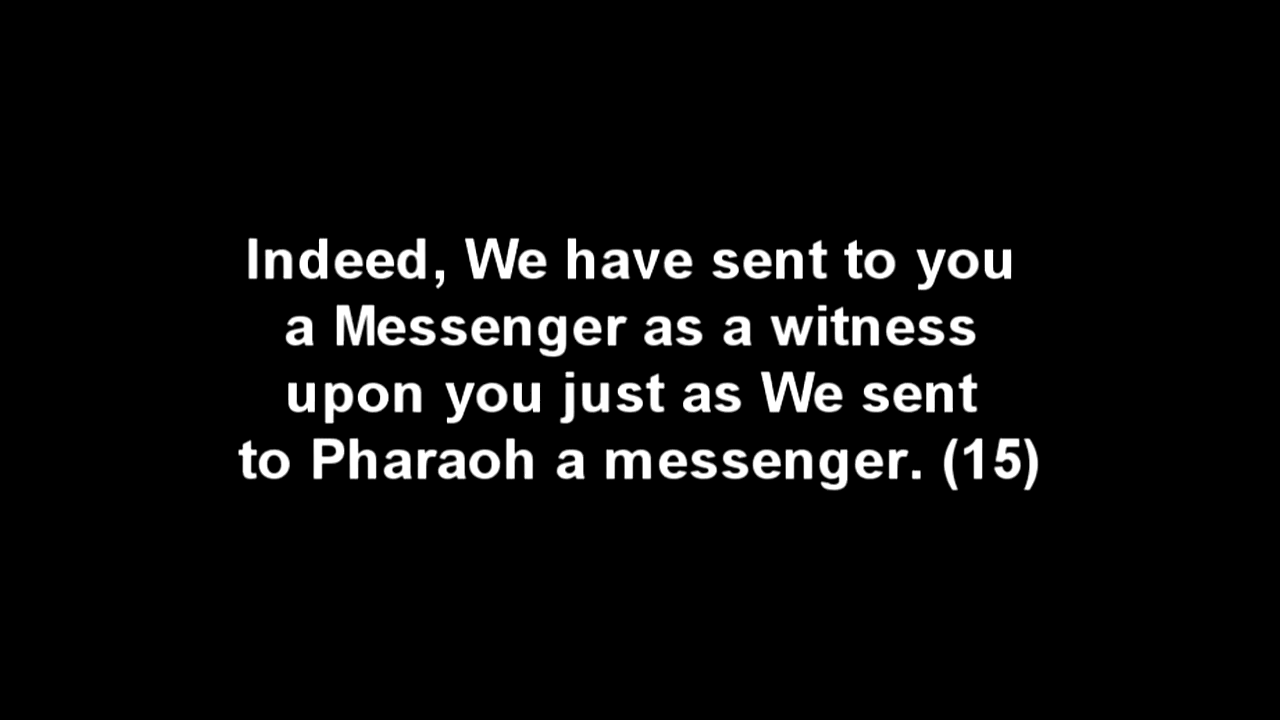 Indeed, We have sent to you
a Messenger as a witness
upon you just as We sent
to Pharaoh a messenger. (15)